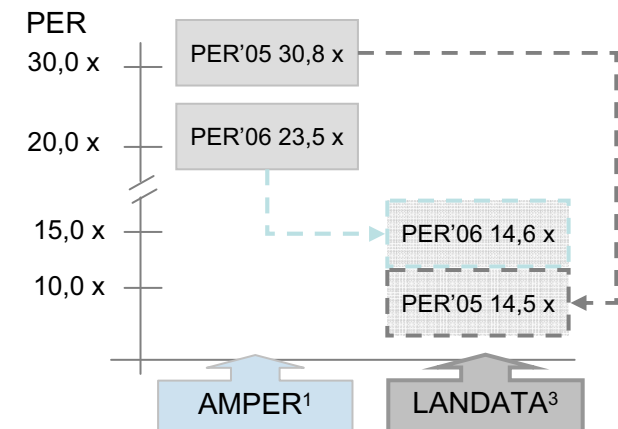 PER
30,0 x
PER'05 30,8 x
20,0 x
PER'06 23,5 x
15,0 x
PER'06 14,6 x
10,0 x
PER'05 14,5 x
AMPER¹
LANDATA³